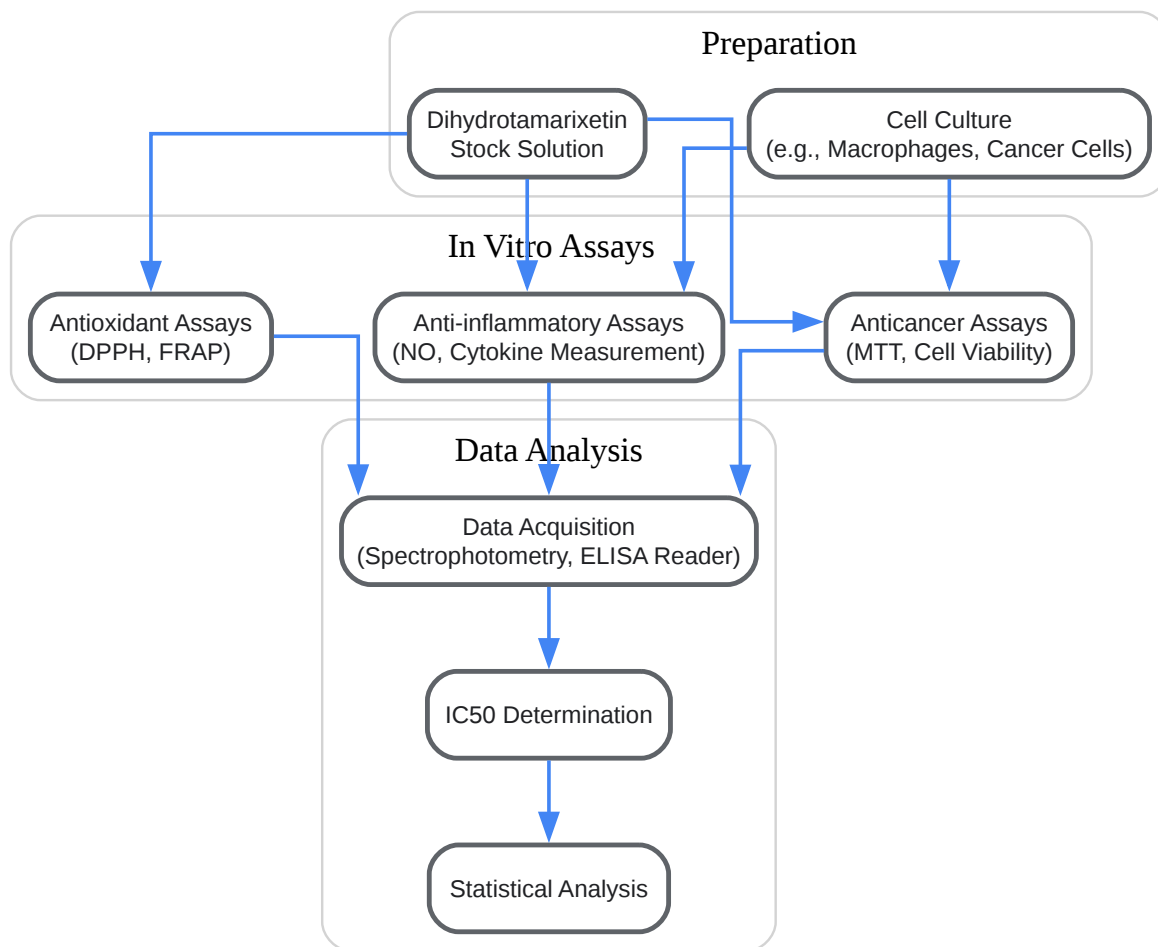 Preparation
Dihydrotamarixetin
Stock Solution
Cell Culture
(e.g., Macrophages, Cancer Cells)
In Vitro Assays
Antioxidant Assays
(DPPH, FRAP)
Anti-inflammatory Assays
(NO, Cytokine Measurement)
Anticancer Assays
(MTT, Cell Viability)
Data Analysis
Data Acquisition
(Spectrophotometry, ELISA Reader)
IC50 Determination
Statistical Analysis